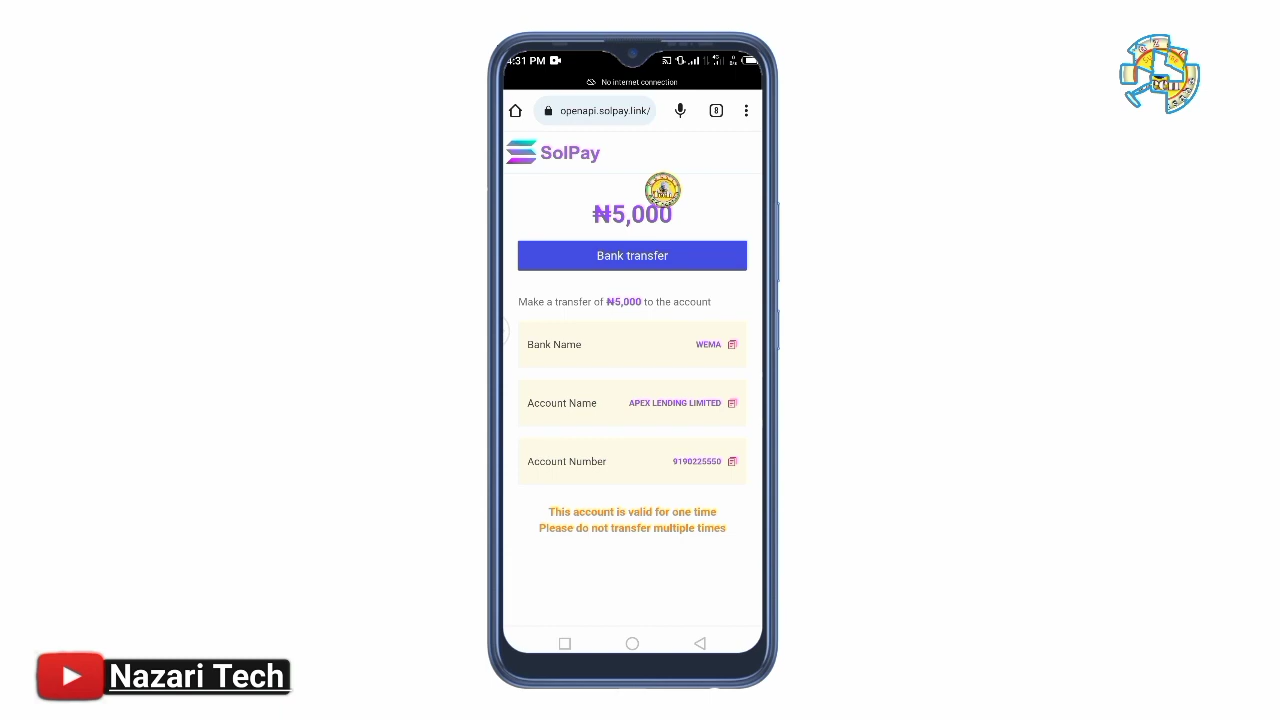 4:31 PM
No internet connection
openapi.solpay.link/
8
SolPay
₦5,000
Bank transfer
Make a transfer of ₦5,000 to the account
Bank Name WEMA
Account Name APEX LENDING LIMITED
Account Number 9190225550
This account is valid for one time
Please do not transfer multiple times
Nazari Tech